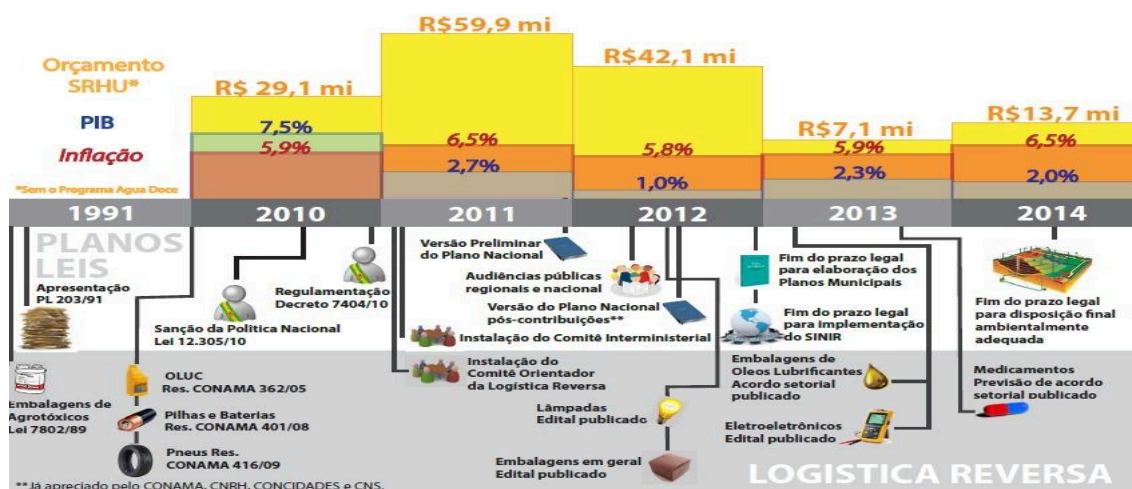 R$59,9 mi
R$42,1 mi
Orçamento
SRHU*
R$ 29,1 mi
R$13,7 mi
R$7,1 mi
PIB
7,5%
Inflação
5,9%
6,5%
2,7%
5,8%
1,0%
5,9%
2,3%
6,5%
2,0%
*Sem o Programa Agua Doce
1991
2010
2011
2012
2013
2014
PLANOS
LEIS
Apresentação
PL 203/91
Sanção da Política Nacional
Lei 12.305/10
Regulamentação
Decreto 7404/10
Versão Preliminar
do Plano Nacional
Audiências públicas
regionais e nacional
Versão do Plano Nacional
pós-contribuições**
Instalação do Comitê Interministerial
Instalação do
Comitê Orientador
da Logística Reversa
Fim do prazo legal
para elaboração dos
Planos Municipais
Fim do prazo legal
para implementação
do SINIR
Fim do prazo legal
para disposição final
ambientalmente
adequada
Embalagens de
Agrotóxicos
Lei 7802/89
OLUC
Res. CONAMA 362/05
Pilhas e Baterias
Res. CONAMA 401/08
Pneus Res.
CONAMA 416/09
Lâmpadas
Edital publicado
Embalagens em geral
Edital publicado
Embalagens de
Oleos Lubrificantes
Acordo setorial
publicado
Eletroeletrônicos
Edital publicado
Medicamentos
Previsão de acordo
setorial publicado
LOGISTICA REVERSA
**Já apreciado pelo CONAMA, CNRH, CONCIDADES e CNS.